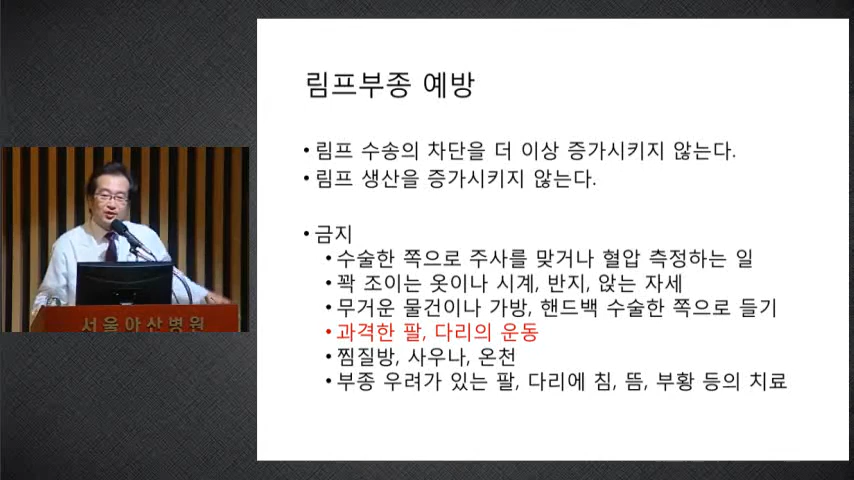 림프부종 예방
• 림프 수송의 차단을 더 이상 증가시키지 않는다.
• 림프 생산을 증가시키지 않는다.
• 금지
• 수술한 쪽으로 주사를 맞거나 혈압 측정하는 일
• 꽉 조이는 옷이나 시계, 반지, 앉는 자세
• 무거운 물건이나 가방, 핸드백 수술한 쪽으로 들기
• 과격한 팔, 다리의 운동
• 찜질방, 사우나, 온천
• 부종 우려가 있는 팔, 다리에 침, 뜸, 부황 등의 치료
서울아산병원